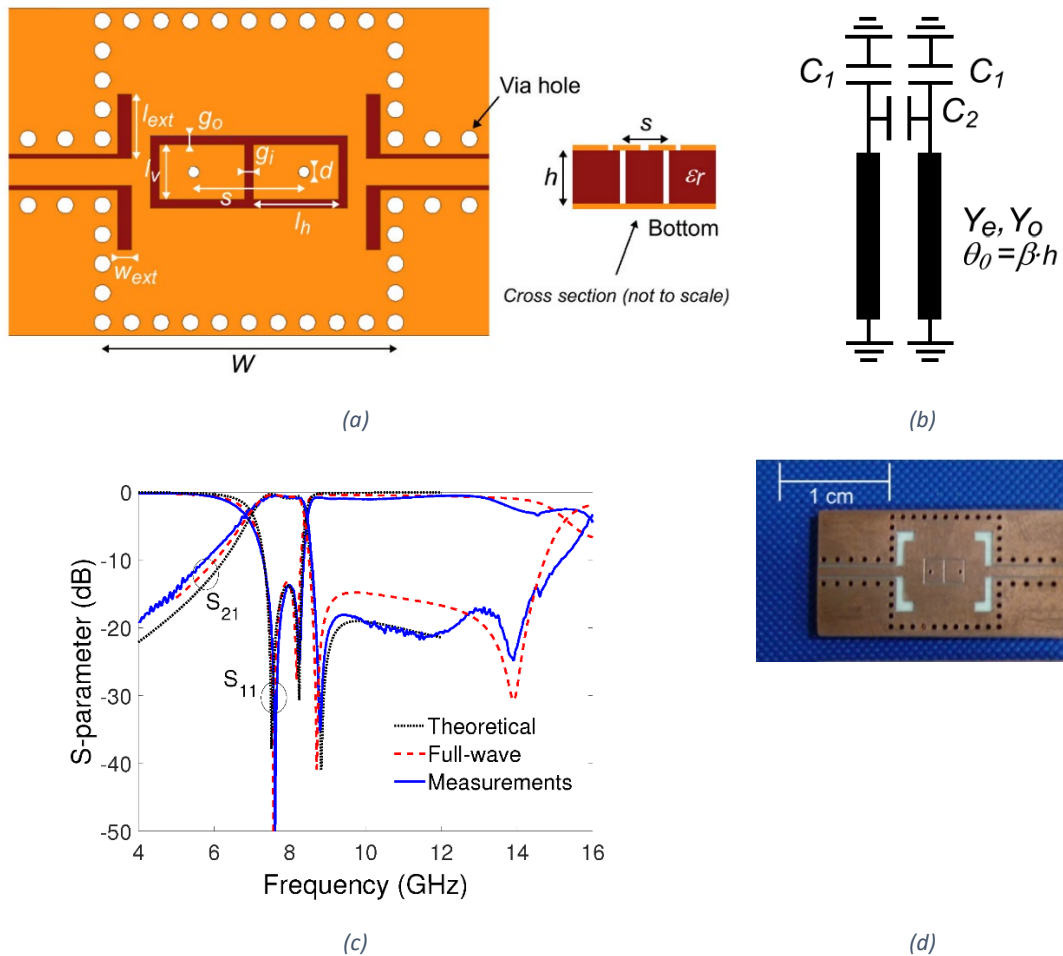 Via hole
l_ext
g_o
g_i
l_v
d
s
l_h
w_ext
W
s
h
εr
Bottom
Cross section (not to scale)
(a)
C_1
C_1
C_2
Y_e, Y_o
θ_0 = β·h
(b)
0
-10
-20
-30
-40
-50
S-parameter (dB)
S_21
S_11
Theoretical
Full-wave
Measurements
4
6
8
10
12
14
16
Frequency (GHz)
(c)
1 cm
(d)